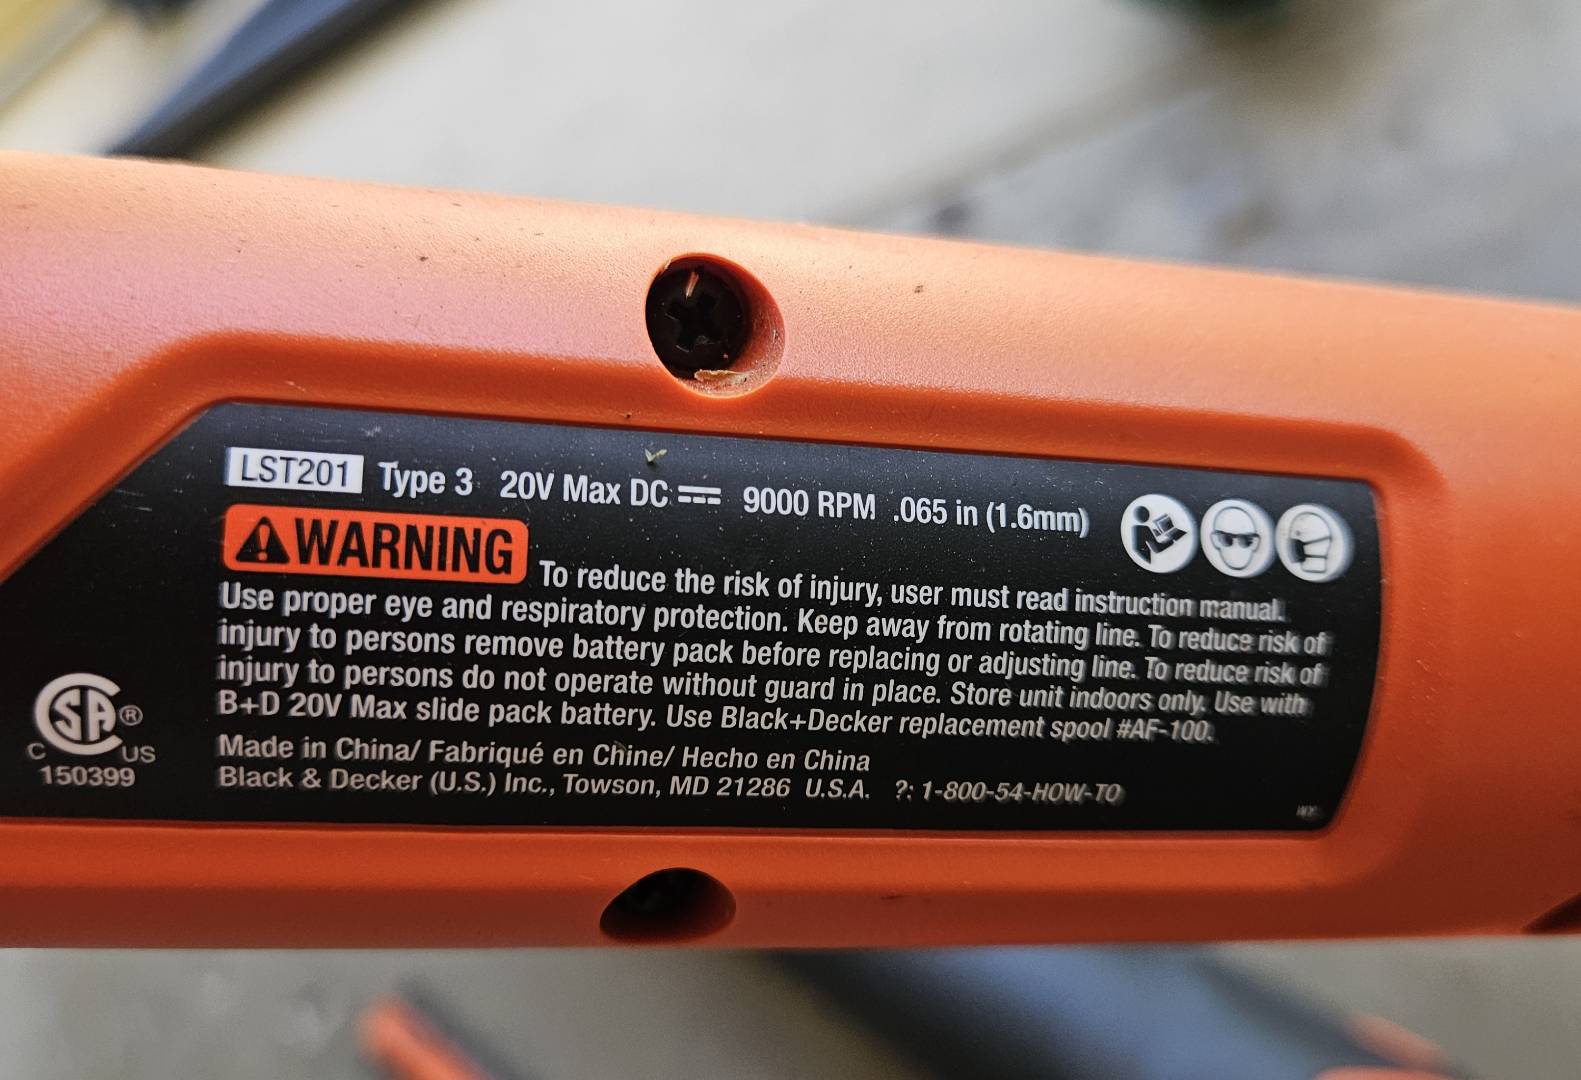 LST201 Type 3 20V Max DC 9000 RPM .065 in (1.6mm)
WARNING To reduce the risk of injury, user must read instruction manual.
Use proper eye and respiratory protection. Keep away from rotating line. To reduce risk of
injury to persons remove battery pack before replacing or adjusting line. To reduce risk of
injury to persons do not operate without guard in place. Store unit indoors only. Use with
B+D 20V Max slide pack battery. Use Black+Decker replacement spool #AF-100.
Made in China/ Fabriqué en Chine/ Hecho en China
Black & Decker (U.S.) Inc., Towson, MD 21286 U.S.A. ?: 1-800-54-HOW-TO
SA®
C US
150399